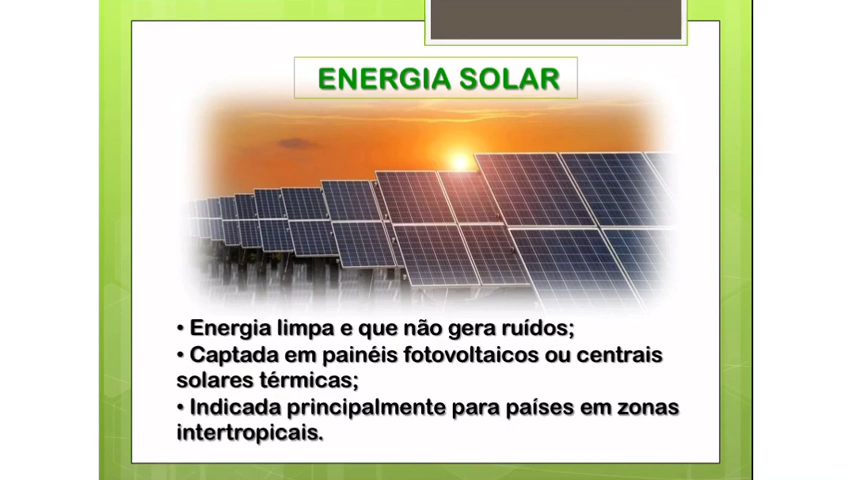 ENERGIA SOLAR
• Energia limpa e que não gera ruídos;
• Captada em painéis fotovoltaicos ou centrais
solares térmicas;
• Indicada principalmente para países em zonas
intertropicais.